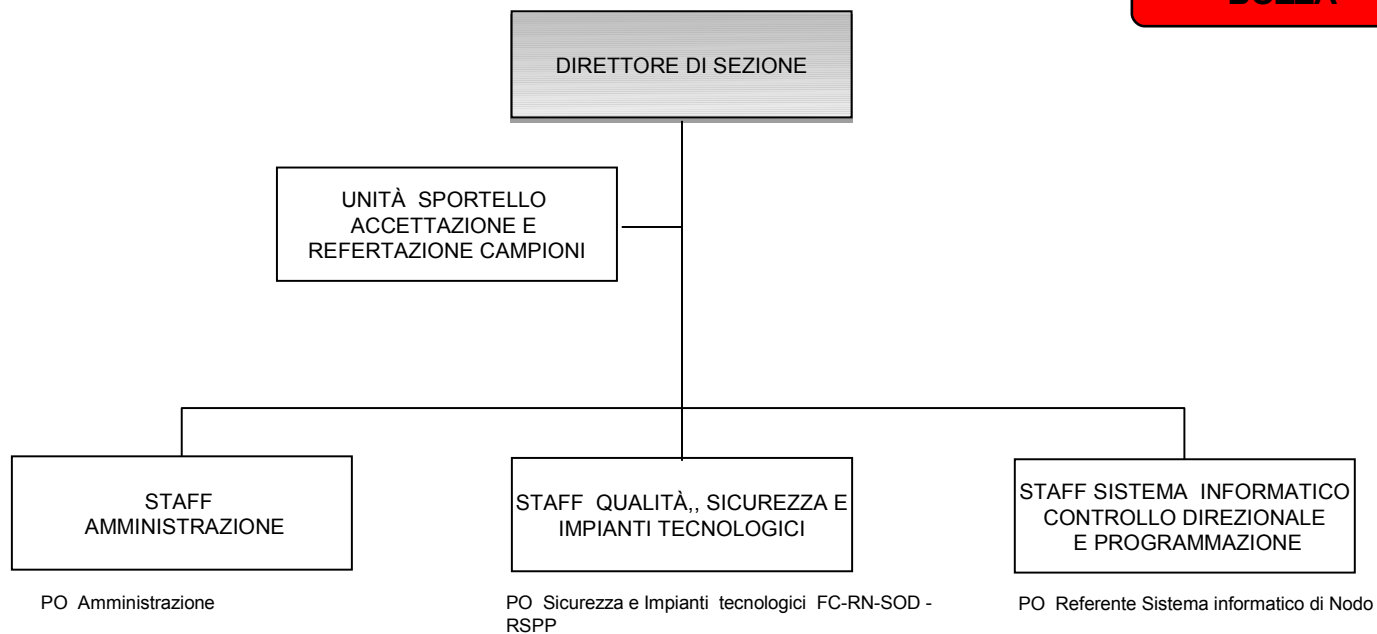 DIRETTORE DI SEZIONE
UNITÀ SPORTELLO
ACCETTAZIONE E
REFERTAZIONE CAMPIONI
STAFF
AMMINISTRAZIONE
STAFF QUALITÀ,, SICUREZZA E
IMPIANTI TECNOLOGICI
STAFF SISTEMA INFORMATICO
CONTROLLO DIREZIONALE
E PROGRAMMAZIONE
PO Amministrazione
PO Sicurezza e Impianti tecnologici FC-RN-SOD -
RSPP
PO Referente Sistema informatico di Nodo